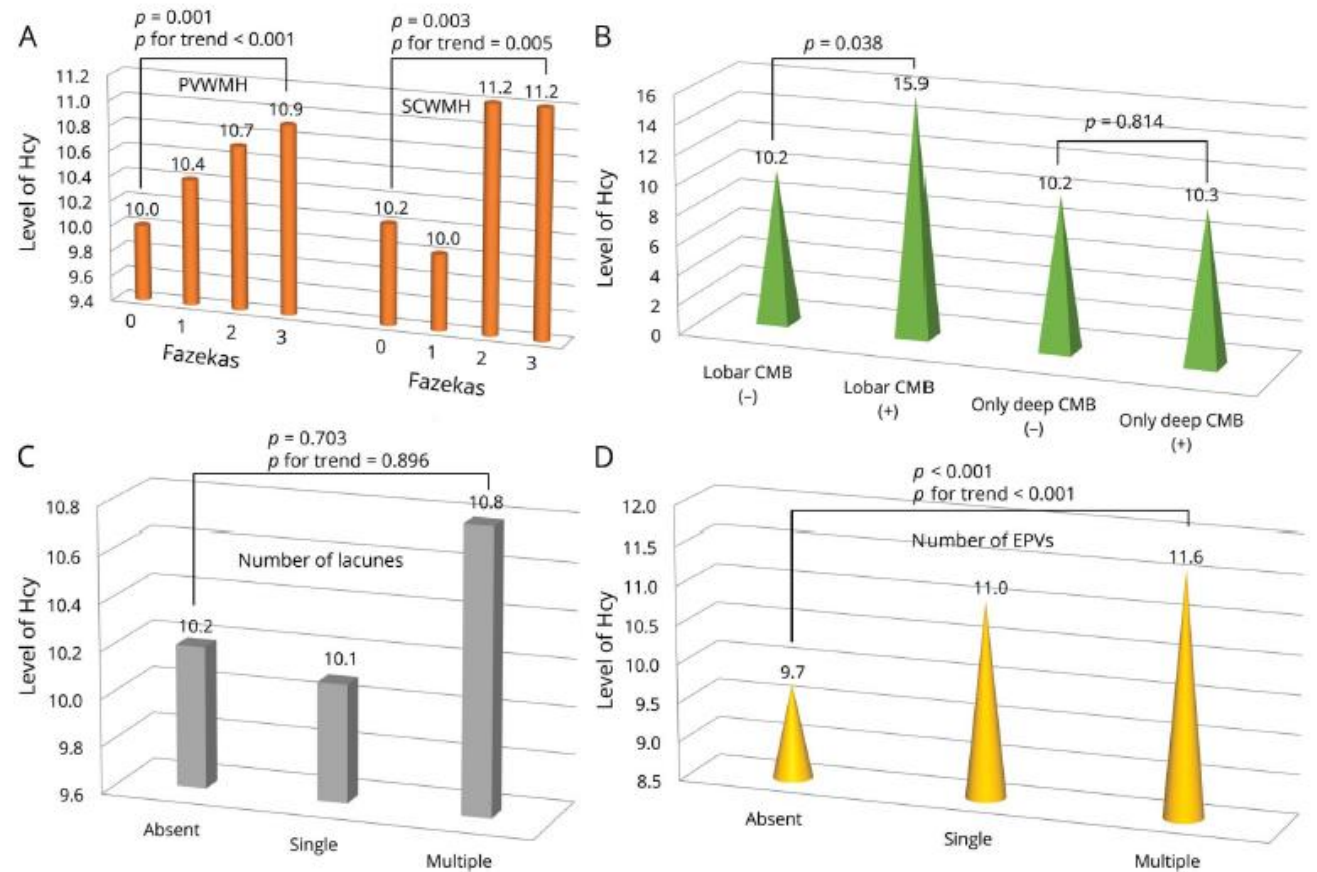 A
p = 0.001
p for trend < 0.001
PVWMH
p = 0.003
p for trend = 0.005
SCWMH
Level of Hcy
11.2
11.0
10.8
10.6
10.4
10.2
10.0
9.8
9.6
9.4
10.0
10.4
10.7
10.9
10.2
10.0
11.2
11.2
0
1
2
3
Fazekas
0
1
2
3
Fazekas
B
p = 0.038
p = 0.814
Level of Hcy
16
14
12
10
8
6
4
2
0
10.2
15.9
10.2
10.3
Lobar CMB
(–)
Lobar CMB
(+)
Only deep CMB
(–)
Only deep CMB
(+)
C
p = 0.703
p for trend = 0.896
Number of lacunes
Level of Hcy
10.8
10.6
10.4
10.2
10.0
9.8
9.6
10.2
10.1
10.8
Absent
Single
Multiple
D
p < 0.001
p for trend < 0.001
Number of EPVs
Level of Hcy
12.0
11.5
11.0
10.5
10.0
9.5
9.0
8.5
9.7
11.0
11.6
Absent
Single
Multiple